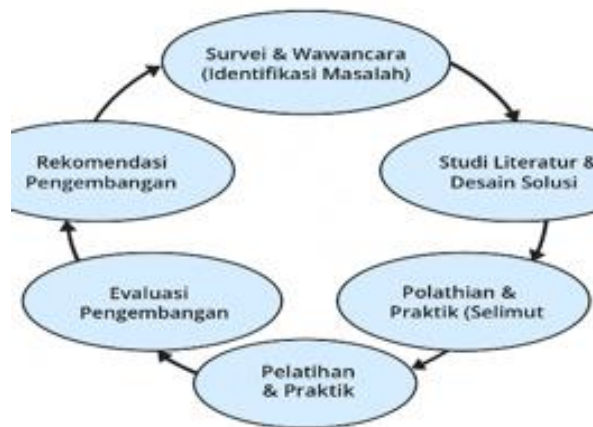 Survei & Wawancara
(Identifikasi Masalah)
Studi Literatur &
Desain Solusi
Polathian &
Praktik (Selimut
Pelatihan
& Praktik
Evaluasi
Pengembangan
Rekomendasi
Pengembangan